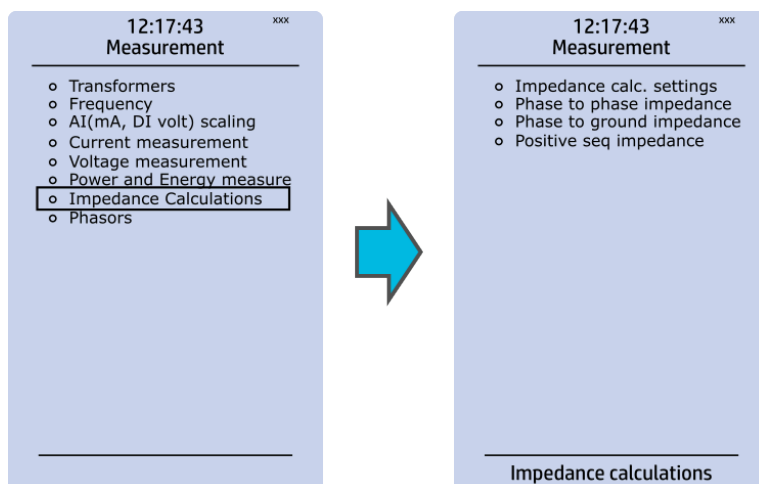 12:17:43
xxx
Measurement
Transformers
Frequency
AI(mA, DI volt) scaling
Current measurement
Voltage measurement
Power and Energy measure
Impedance Calculations
Phasors
12:17:43
xxx
Measurement
Impedance calc. settings
Phase to phase impedance
Phase to ground impedance
Positive seq impedance
Impedance calculations